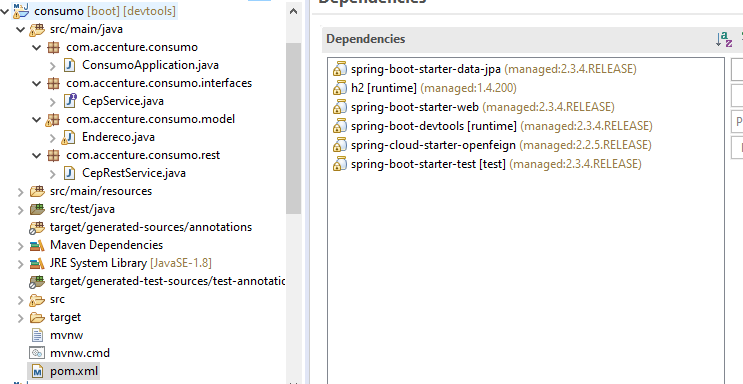 consumo [boot] [devtools]
src/main/java
com.accenture.consumo
ConsumoApplication.java
com.accenture.consumo.interfaces
CepService.java
com.accenture.consumo.model
Endereco.java
com.accenture.consumo.rest
CepRestService.java
src/main/resources
src/test/java
target/generated-sources/annotations
Maven Dependencies
JRE System Library [JavaSE-1.8]
target/generated-test-sources/test-annotatio
src
target
mvnw
mvnw.cmd
pom.xml
Dependencies
Dependencies
spring-boot-starter-data-jpa (managed:2.3.4.RELEASE)
h2 [runtime] (managed:1.4.200)
spring-boot-starter-web (managed:2.3.4.RELEASE)
spring-boot-devtools [runtime] (managed:2.3.4.RELEASE)
spring-cloud-starter-openfeign (managed:2.2.5.RELEASE)
spring-boot-starter-test [test] (managed:2.3.4.RELEASE)